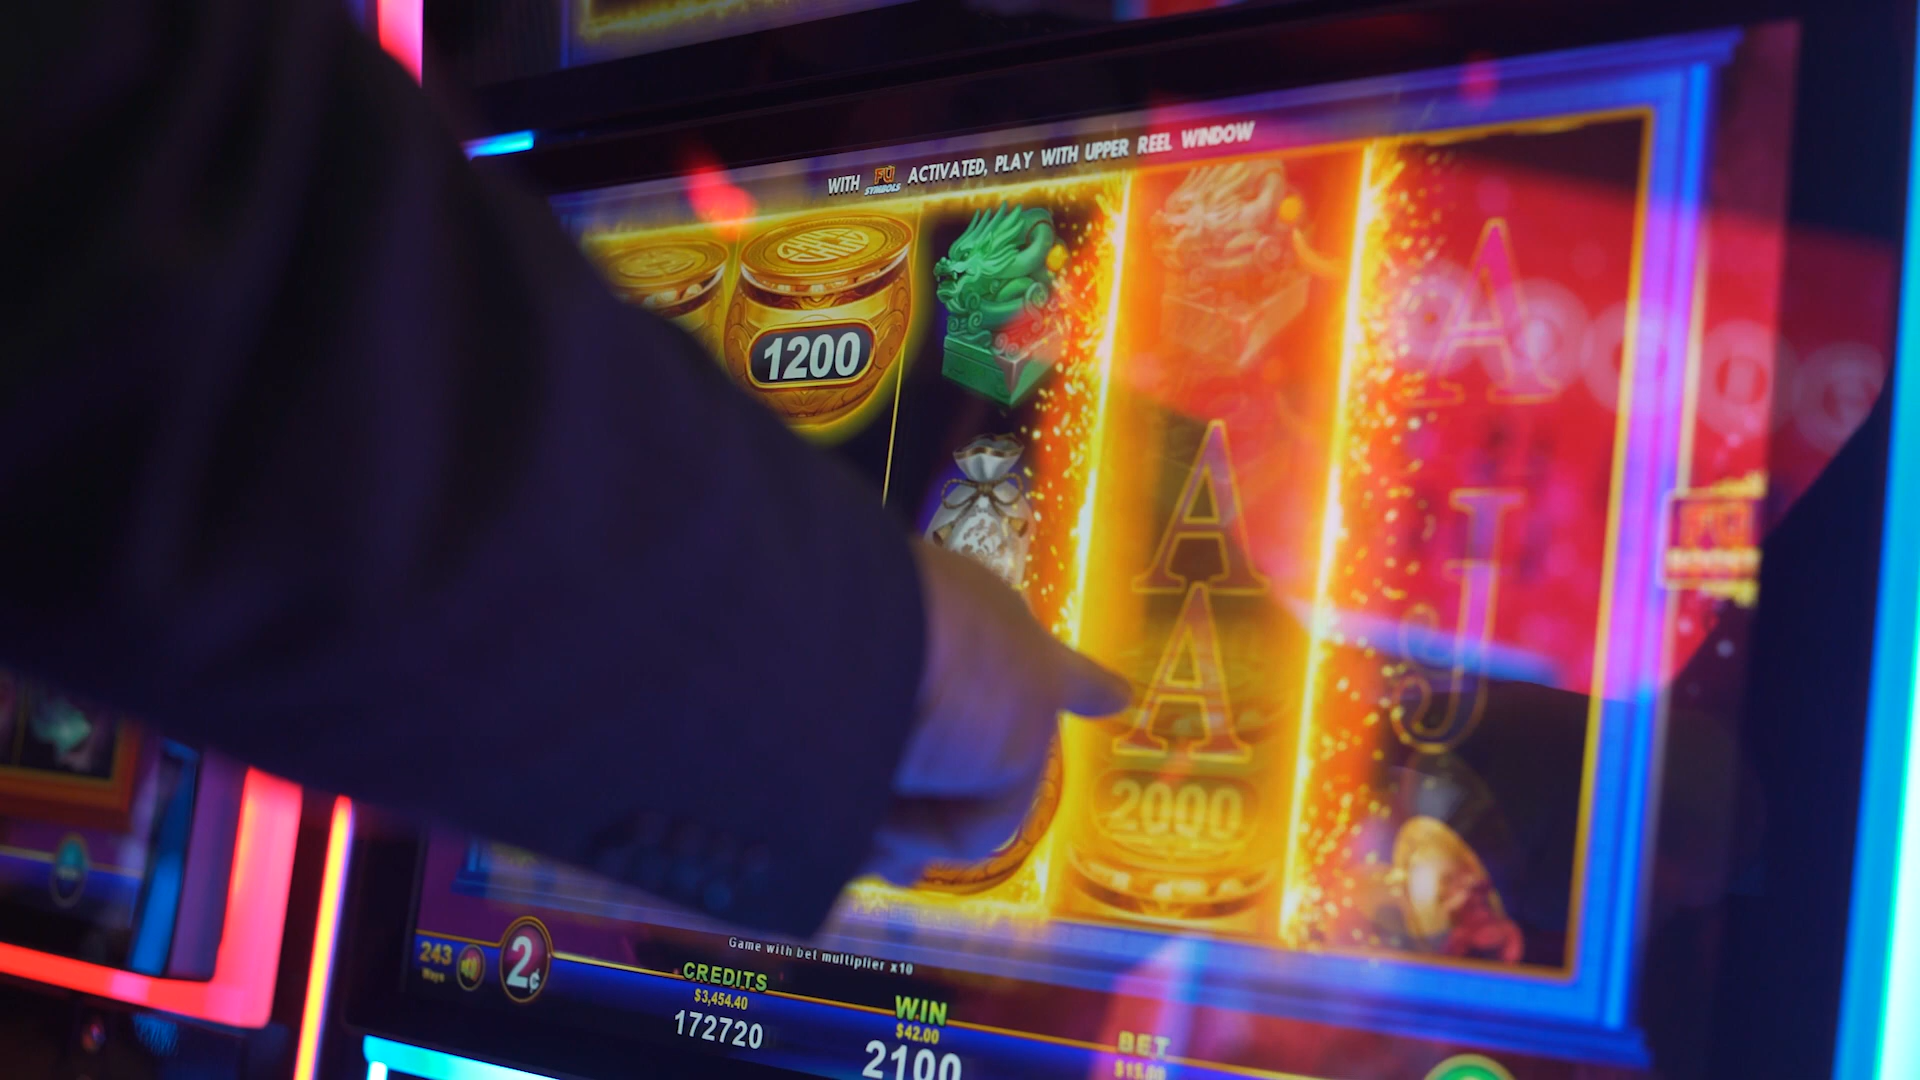 WITH FU SYMBOLS ACTIVATED, PLAY WITH UPPER REEL WINDOW
1200
A
A
J
A
2000
243
Ways
2¢
Game with bet multiplier x10
CREDITS
$3,454.40
172720
WIN
$42.00
2100
BET